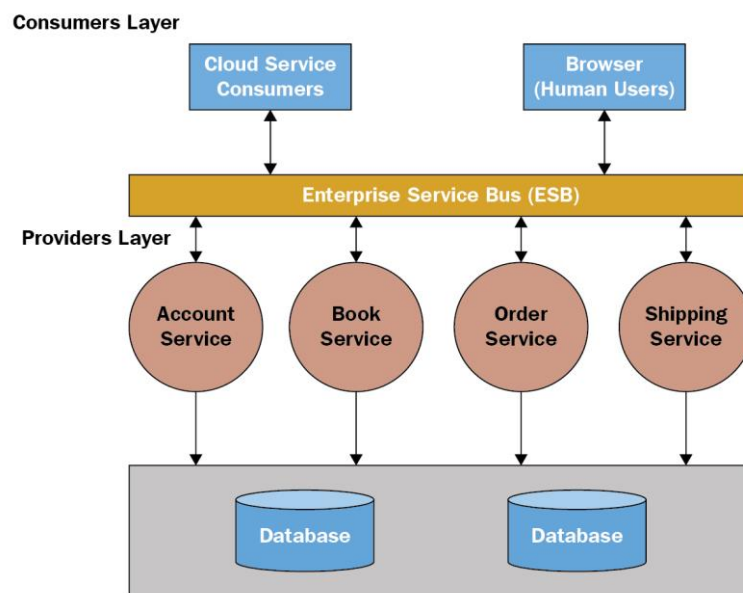 Consumers Layer
Cloud Service
Consumers
Browser
(Human Users)
Enterprise Service Bus (ESB)
Providers Layer
Account
Service
Book
Service
Order
Service
Shipping
Service
Database
Database